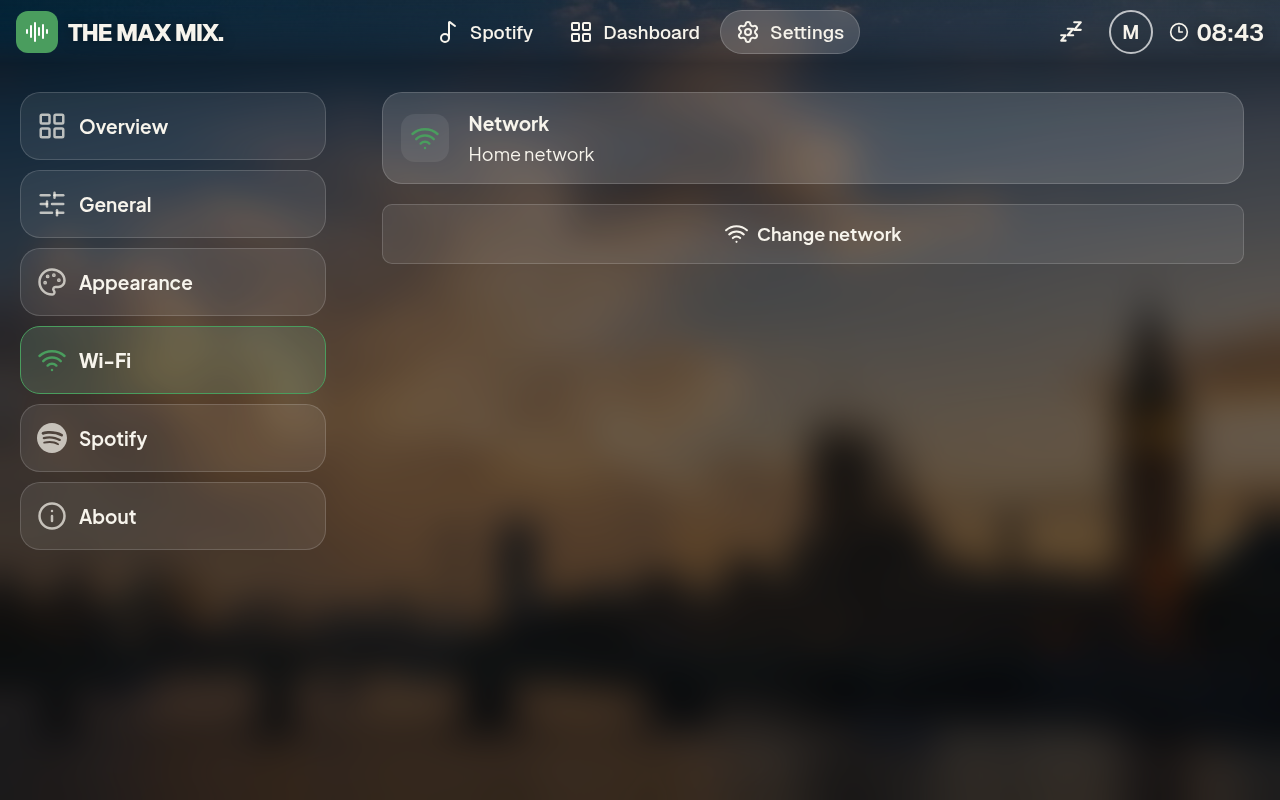 THE MAX MIX.
Spotify
Dashboard
Settings
M
08:43
Overview
General
Appearance
Wi-Fi
Spotify
About
Network
Home network
Change network